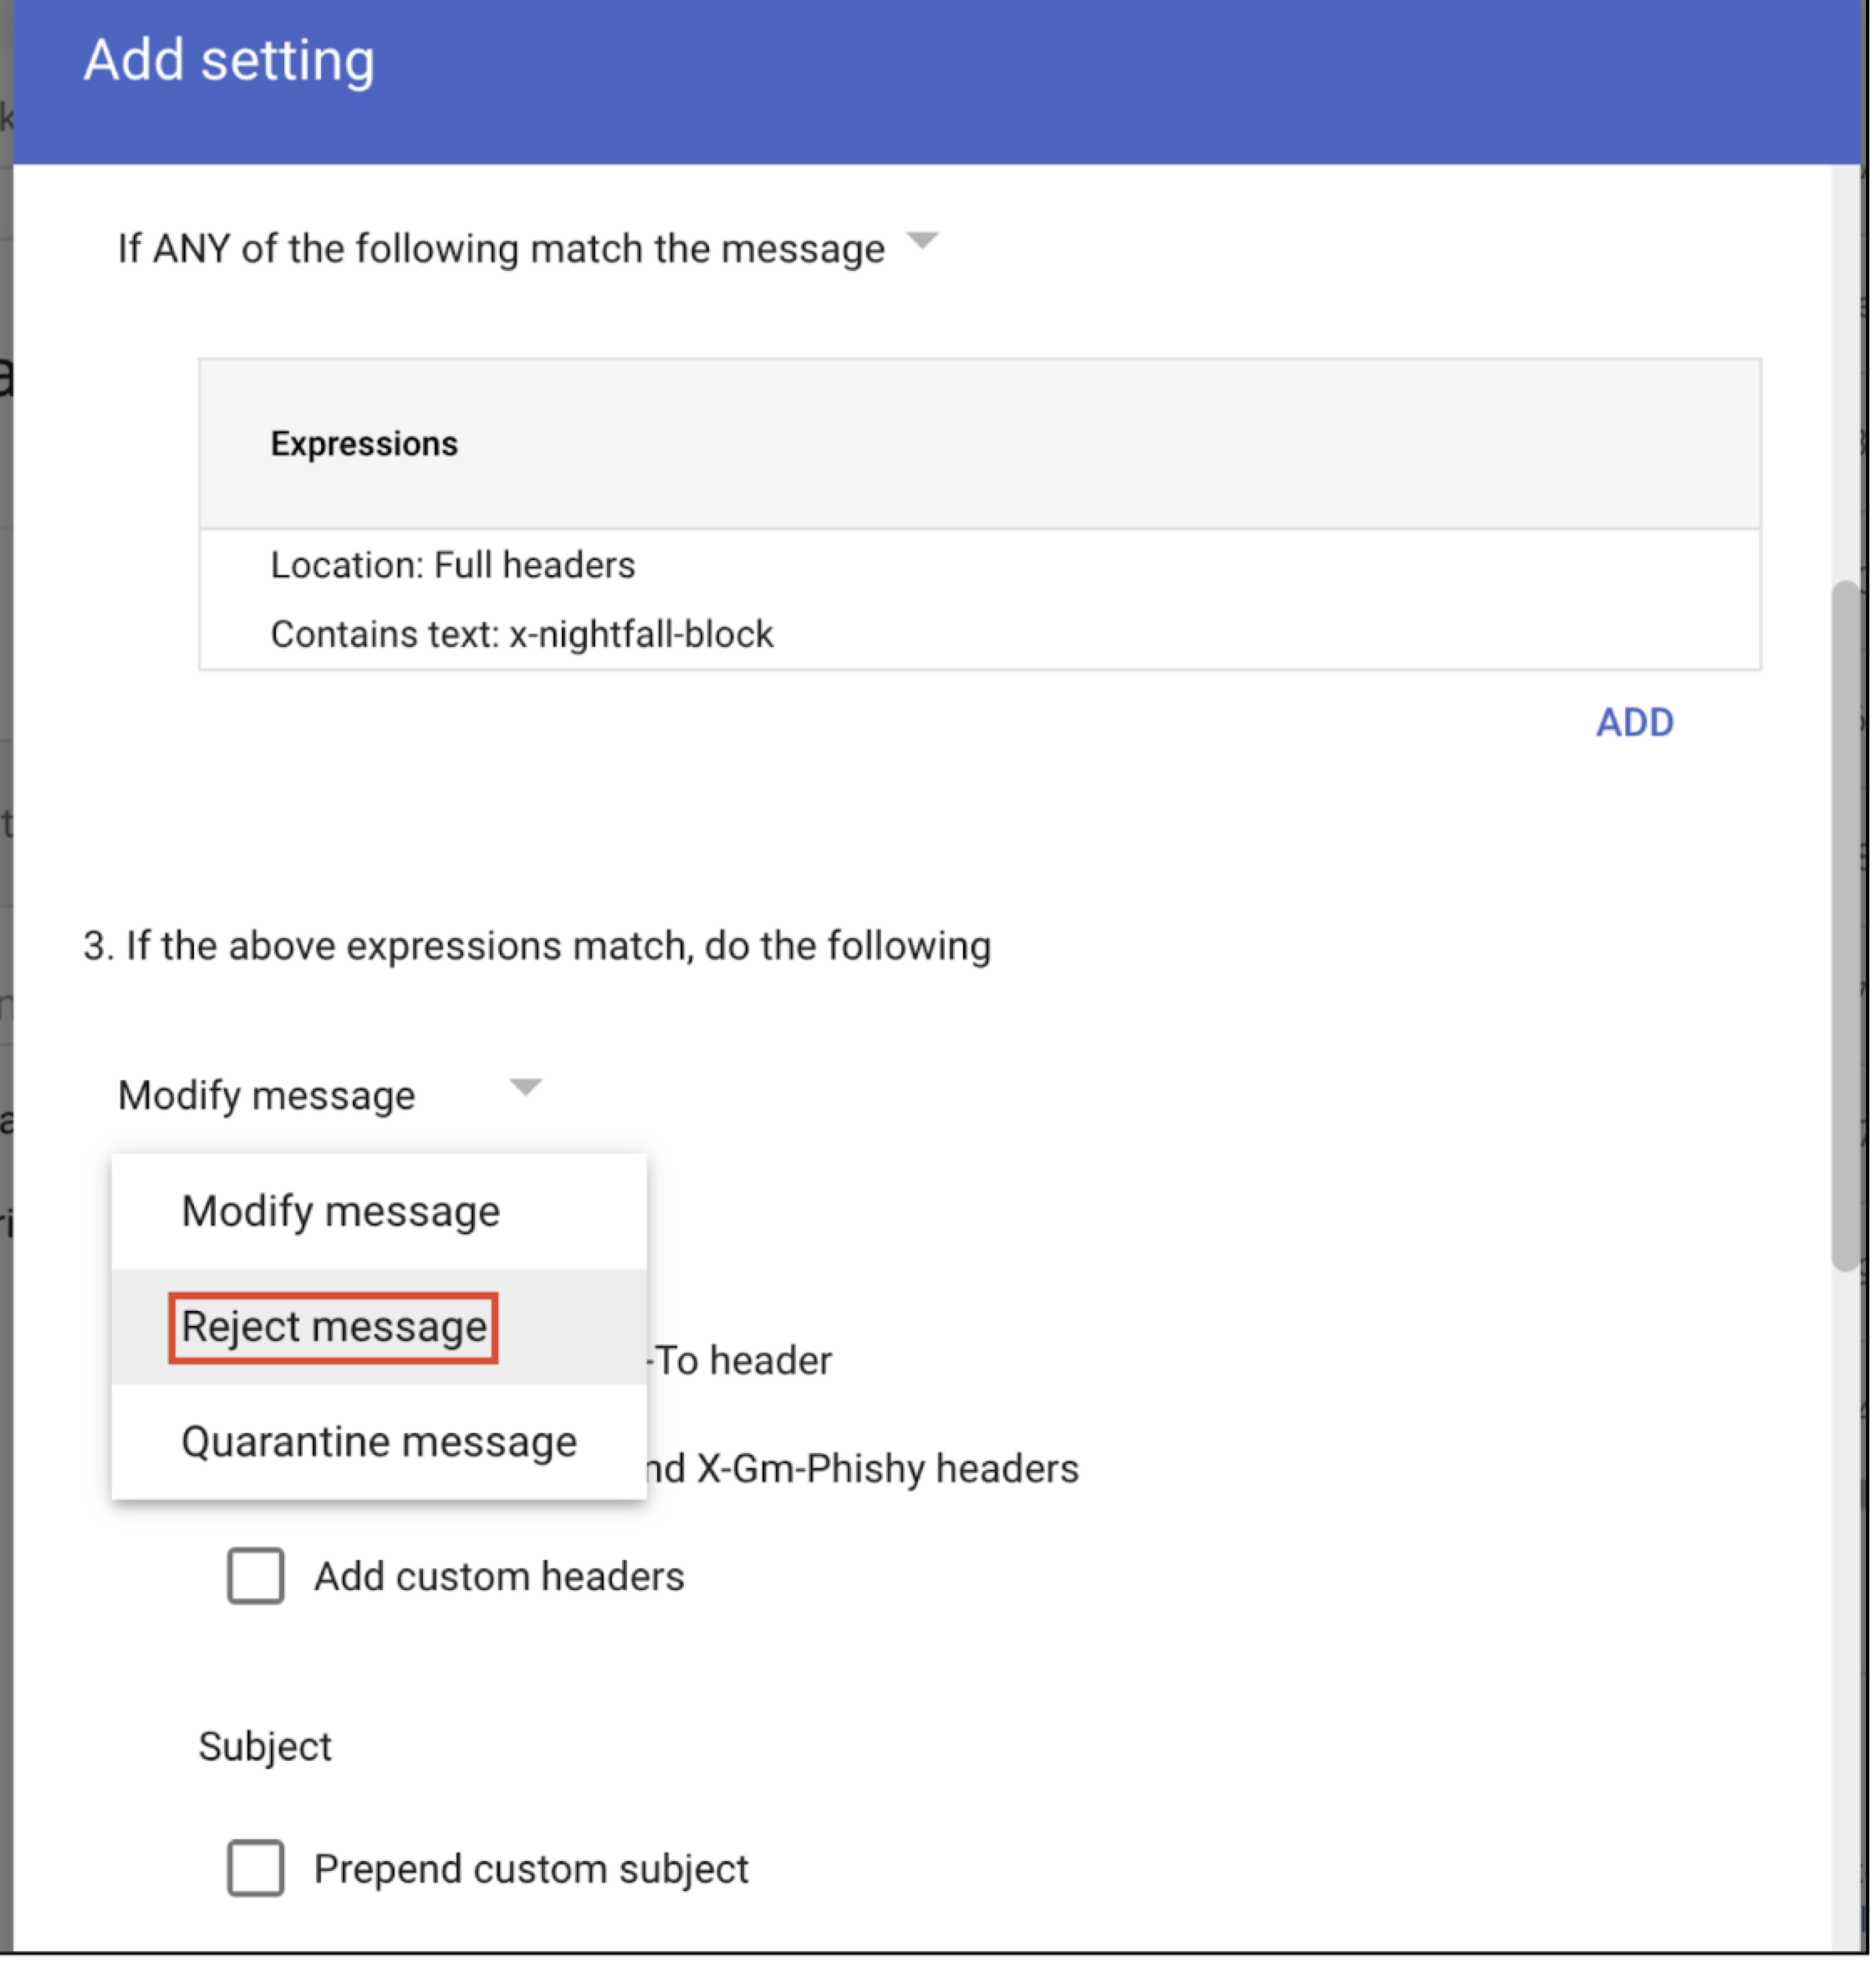 Add setting
If ANY of the following match the message
Expressions
Location: Full headers
Contains text: x-nightfall-block
ADD
3. If the above expressions match, do the following
Modify message
Modify message
Reject message
-To header
Quarantine message
nd X-Gm-Phishy headers
Add custom headers
Subject
Prepend custom subject